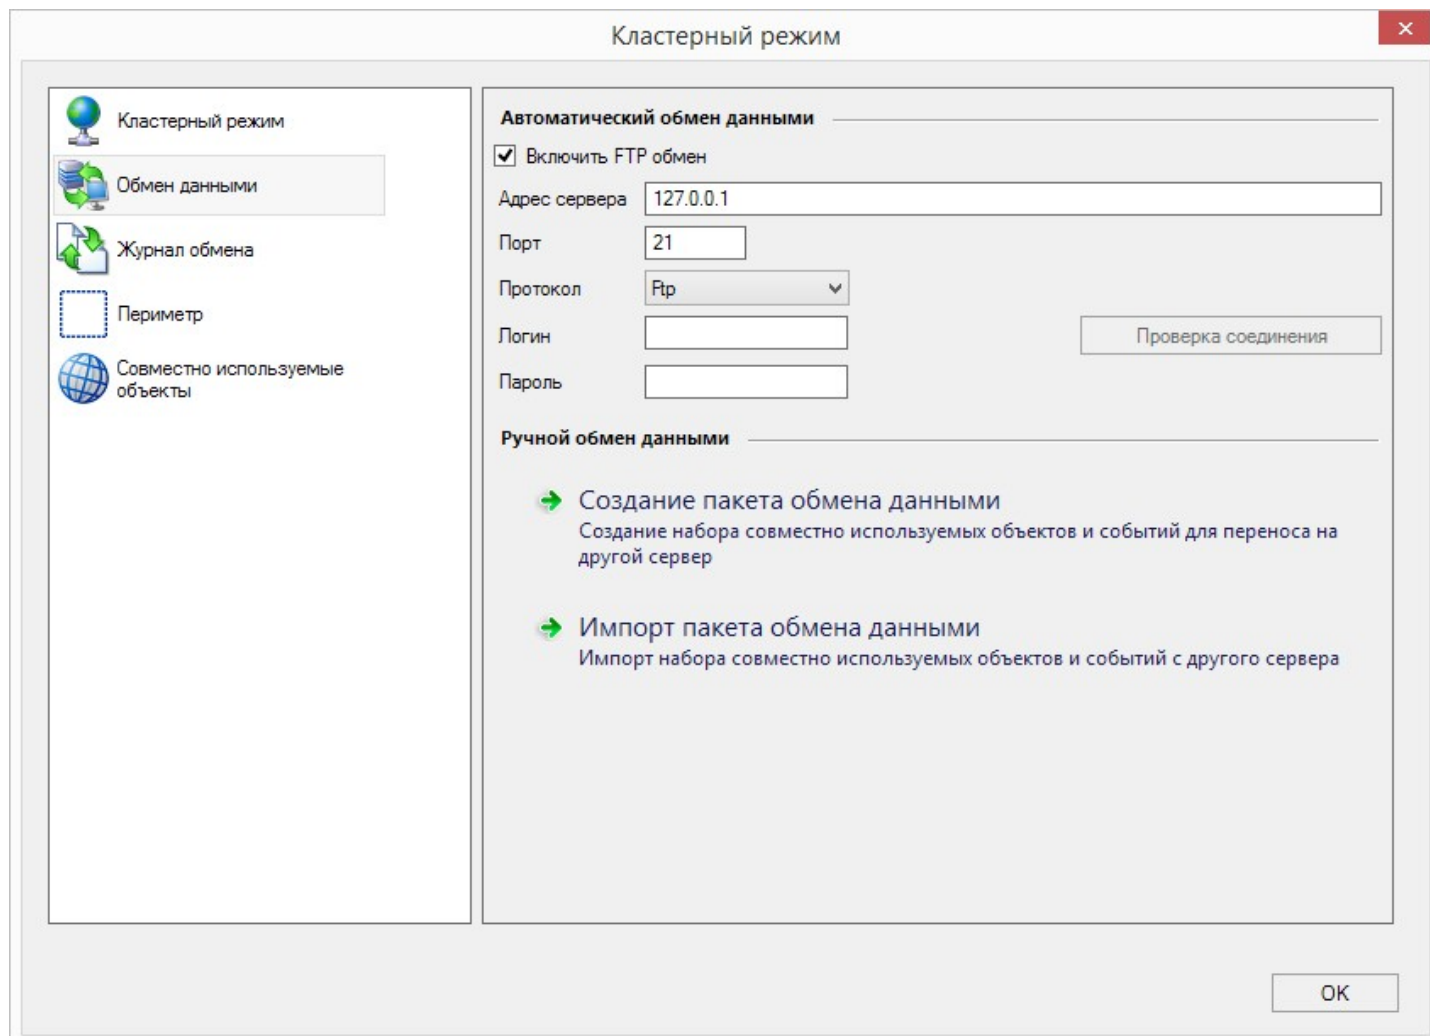 Кластерный режим
Кластерный режим
Обмен данными
Журнал обмена
Периметр
Совместно используемые
объекты
Автоматический обмен данными
Включить FTP обмен
Адрес сервера 127.0.0.1
Порт 21
Протокол Ftp
Логин Проверка соединения
Пароль
Ручной обмен данными
Создание пакета обмена данными
Создание набора совместно используемых объектов и событий для переноса на
другой сервер
Импорт пакета обмена данными
Импорт набора совместно используемых объектов и событий с другого сервера
OK